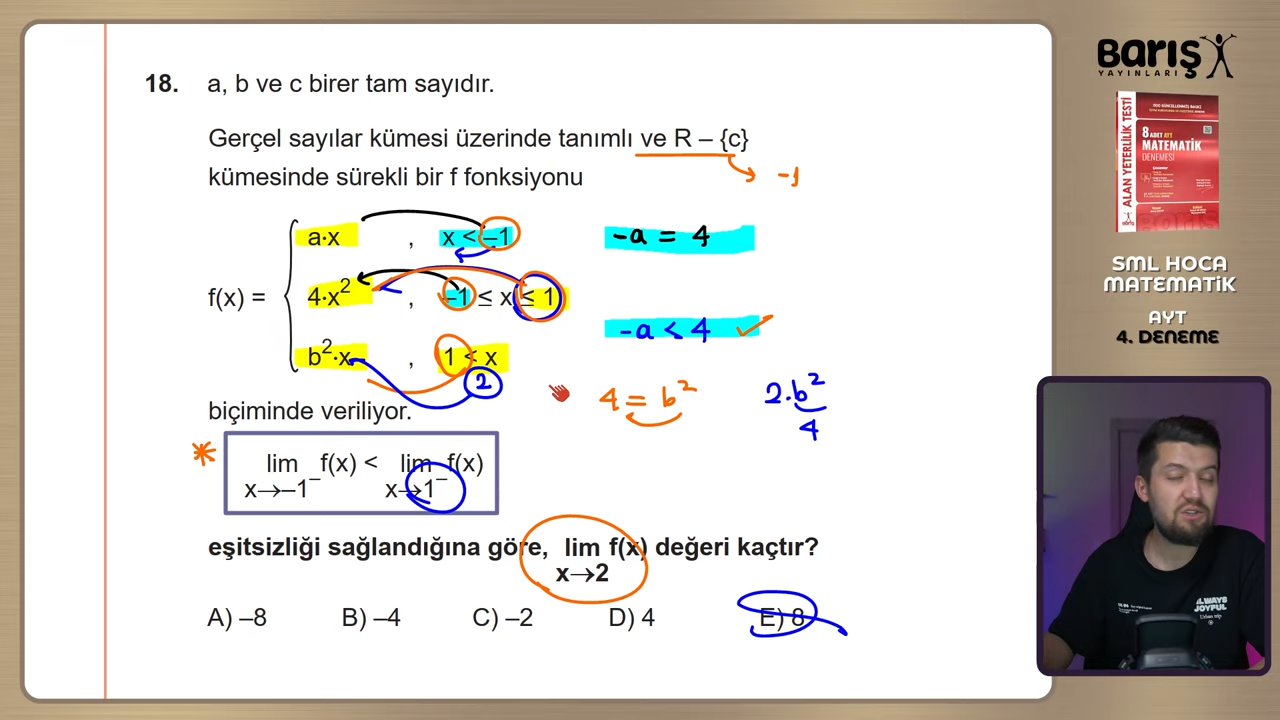 18. a, b ve c birer tam sayıdır.
Gerçel sayılar kümesi üzerinde tanımlı ve R – {c}
-1
kümesinde sürekli bir f fonksiyonu
f(x) =
a·x , x < –1
4·x² , –1 ≤ x ≤ 1
b²·x , 1 < x
2
-a = 4
-a < 4 ✓
4 = b²
2.b²
4
biçiminde veriliyor.
* lim f(x) < lim f(x)
x→–1⁻ x→1⁻
eşitsizliği sağlandığına göre, lim f(x) değeri kaçtır?
x→2
A) –8 B) –4 C) –2 D) 4 E) 8
BARIŞ
YAYINLARI
ALAN YETERLİLİK TESTİ
8 ADET AYT
MATEMATİK
DENEMESİ
BARIŞ
SML HOCA
MATEMATİK
AYT
4. DENEME
ALWAYS
JOYFUL